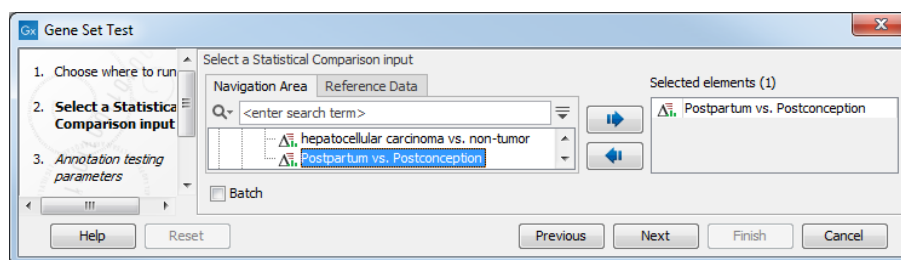 Gx Gene Set Test
1. Choose where to run
2. Select a Statistica
Comparison input
3. Annotation testing
parameters
Select a Statistical Comparison input
Navigation Area
Reference Data
<enter search term>
hepatocellular carcinoma vs. non-tumor
Postpartum vs. Postconception
Batch
Selected elements (1)
Postpartum vs. Postconception
Help
Reset
Previous
Next
Finish
Cancel